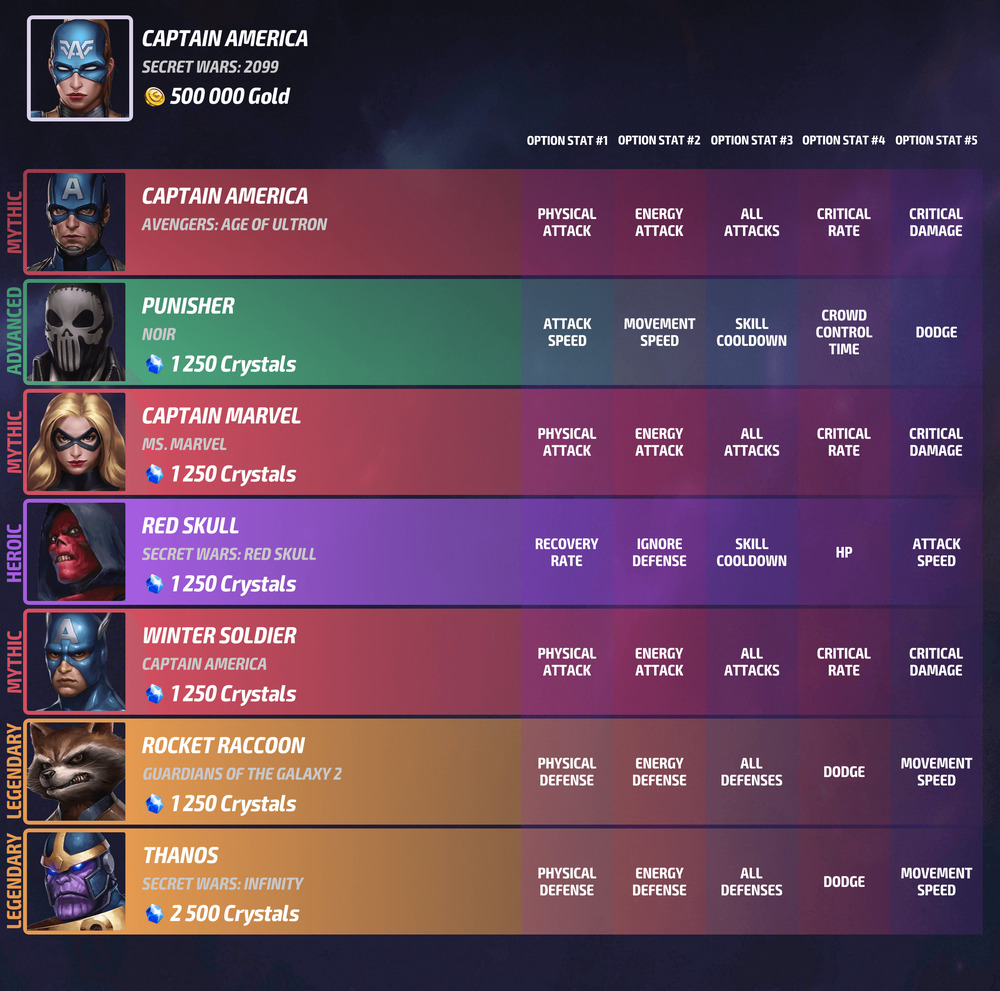 CAPTAIN AMERICA
SECRET WARS: 2099
500 000 Gold
OPTION STAT #1 OPTION STAT #2 OPTION STAT #3 OPTION STAT #4 OPTION STAT #5
MYTHIC
CAPTAIN AMERICA
AVENGERS: AGE OF ULTRON
PHYSICAL ATTACK ENERGY ATTACK ALL ATTACKS CRITICAL RATE CRITICAL DAMAGE
ADVANCED
PUNISHER
NOIR
1 250 Crystals
ATTACK SPEED MOVEMENT SPEED SKILL COOLDOWN CROWD CONTROL TIME DODGE
MYTHIC
CAPTAIN MARVEL
MS. MARVEL
1 250 Crystals
PHYSICAL ATTACK ENERGY ATTACK ALL ATTACKS CRITICAL RATE CRITICAL DAMAGE
HEROIC
RED SKULL
SECRET WARS: RED SKULL
1 250 Crystals
RECOVERY RATE IGNORE DEFENSE SKILL COOLDOWN HP ATTACK SPEED
MYTHIC
WINTER SOLDIER
CAPTAIN AMERICA
1 250 Crystals
PHYSICAL ATTACK ENERGY ATTACK ALL ATTACKS CRITICAL RATE CRITICAL DAMAGE
LEGENDARY
ROCKET RACCOON
GUARDIANS OF THE GALAXY 2
1 250 Crystals
PHYSICAL DEFENSE ENERGY DEFENSE ALL DEFENSES DODGE MOVEMENT SPEED
LEGENDARY
THANOS
SECRET WARS: INFINITY
2 500 Crystals
PHYSICAL DEFENSE ENERGY DEFENSE ALL DEFENSES DODGE MOVEMENT SPEED